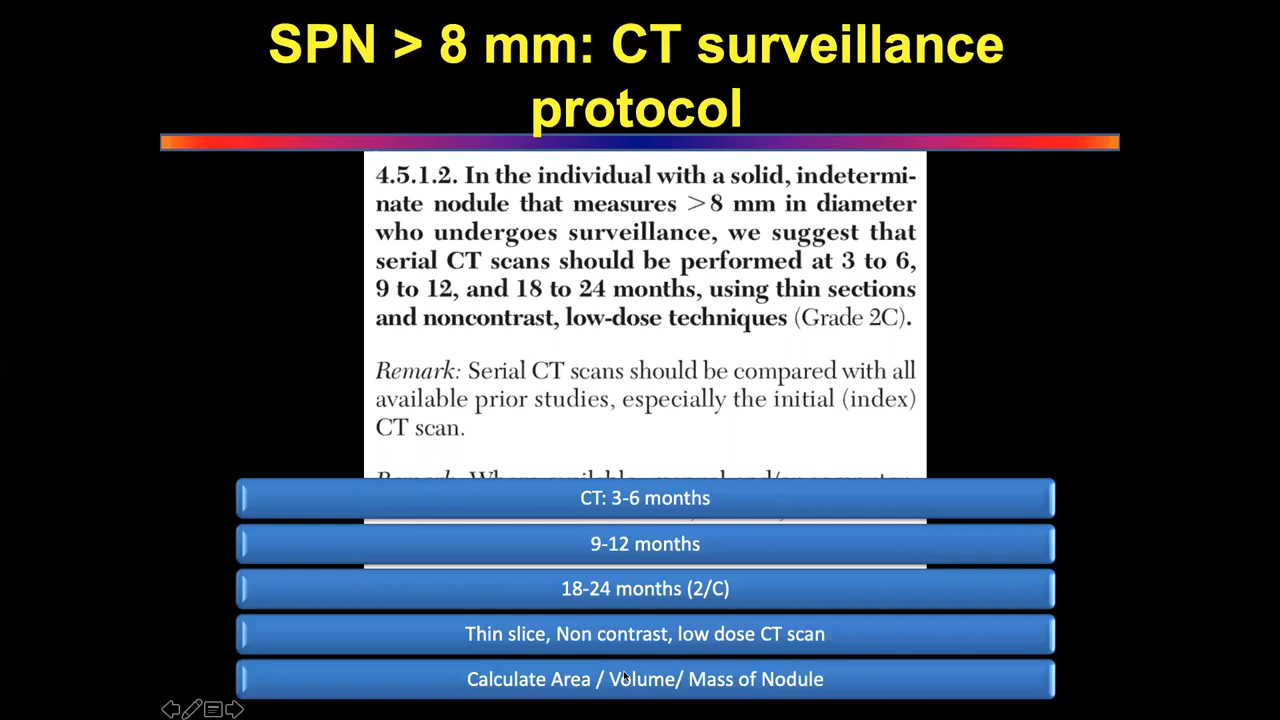 SPN > 8 mm: CT surveillance
protocol
4.5.1.2. In the individual with a solid, indetermi-
nate nodule that measures >8 mm in diameter
who undergoes surveillance, we suggest that
serial CT scans should be performed at 3 to 6,
9 to 12, and 18 to 24 months, using thin sections
and noncontrast, low-dose techniques (Grade 2C).
Remark: Serial CT scans should be compared with all
available prior studies, especially the initial (index)
CT scan.
CT: 3-6 months
9-12 months
18-24 months (2/C)
Thin slice, Non contrast, low dose CT scan
Calculate Area / Volume/ Mass of Nodule